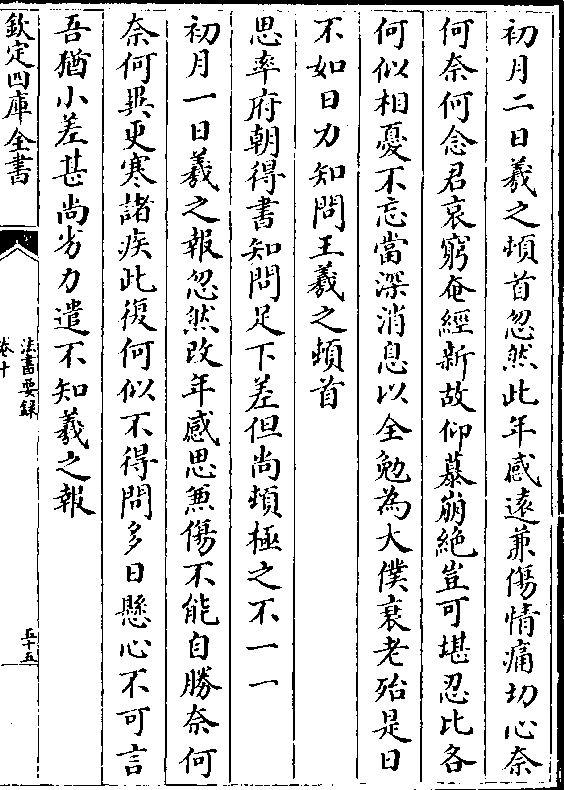 初月二日羲之頓首忽然此年感遠兼傷情痛切心奈
何奈何念君哀窮奄經新故仰慕崩絶豈可堪忍比各
何似相憂不忘當深消息以全勉為大僕衰老殆是日
不如日力知問王羲之頓首
思率府朝得書知問足下差但尚頓極之不一一
初月一日羲之報忽然改年感思兼傷不能自勝奈何
奈何異更寒諸疾此復何似不得問多日懸心不可言
吾猶小差甚尚劣力遣不知羲之報
欽定四庫全書
法書要録
卷十
五十五